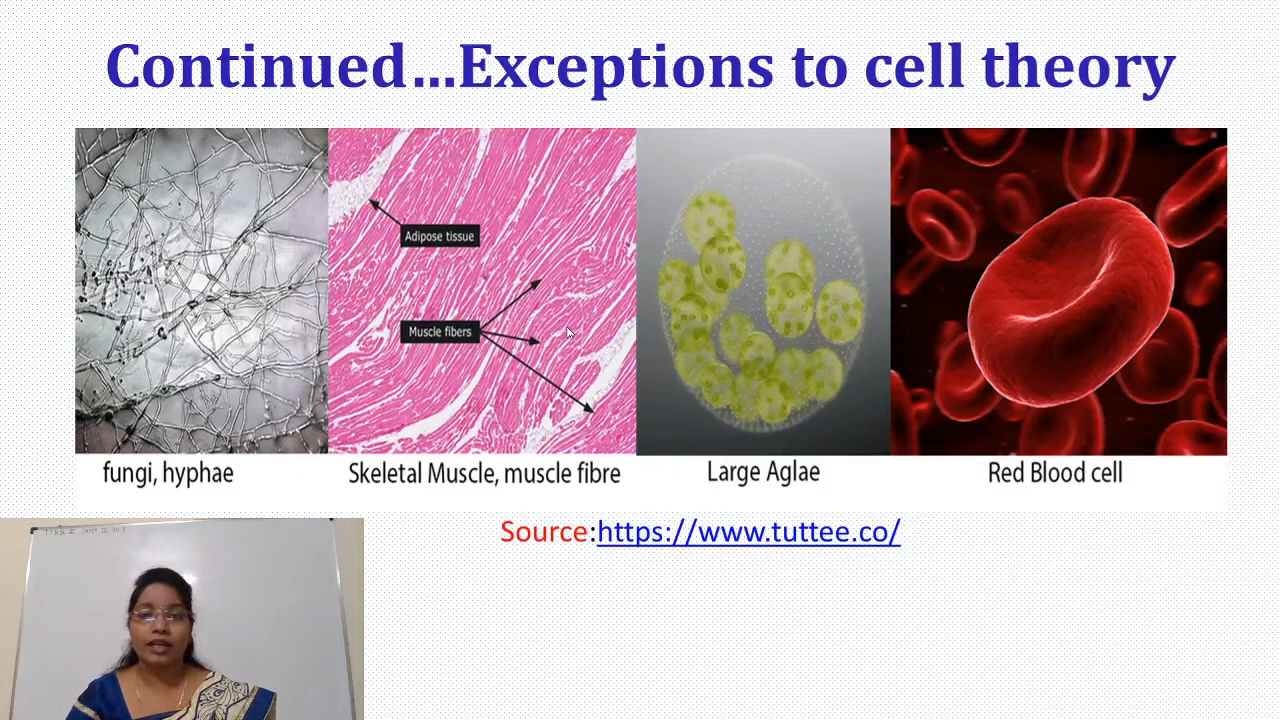 Continued...Exceptions to cell theory
Adipose tissue
Muscle fibers
fungi, hyphae
Skeletal Muscle, muscle fibre
Large Aglae
Red Blood cell
Source:https://www.tuttee.co/